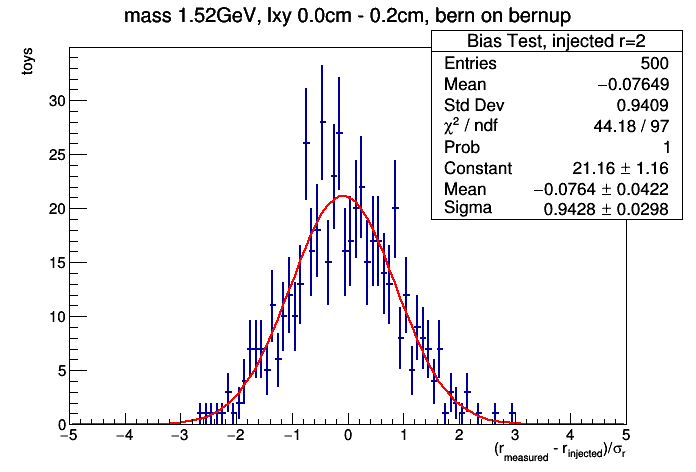 mass 1.52GeV, lxy 0.0cm - 0.2cm, bern on bernup
Bias Test, injected r=2
Entries 500
Mean −0.07649
Std Dev 0.9409
χ² / ndf 44.18 / 97
Prob 1
Constant 21.16 ± 1.16
Mean −0.0764 ± 0.0422
Sigma 0.9428 ± 0.0298
toys
30
25
20
15
10
5
0
−5 −4 −3 −2 −1 0 1 2 3 4 5
(r_measured - r_injected)/σ_r